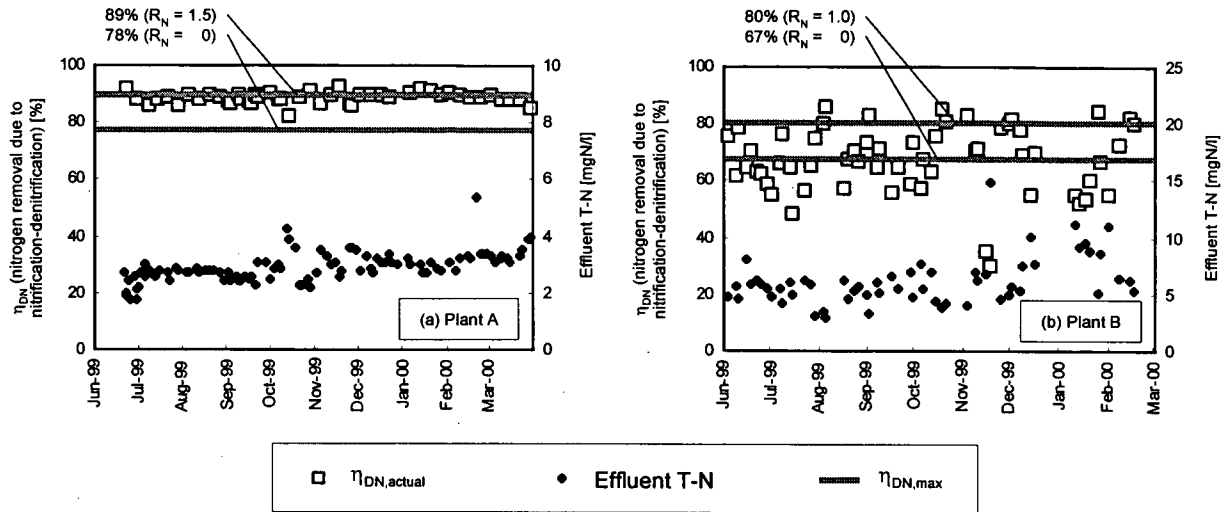 89% (R_N = 1.5)
78% (R_N = 0)
η_DN (nitrogen removal due to
nitrification-denitrification) [%]
100
80
60
40
20
0
10
8
6
4
2
0
Effluent T-N [mgN/l]
(a) Plant A
Jun-99
Jul-99
Aug-99
Sep-99
Oct-99
Nov-99
Dec-99
Jan-00
Feb-00
Mar-00
80% (R_N = 1.0)
67% (R_N = 0)
η_DN (nitrogen removal due to
nitrification-denitrification) [%]
100
80
60
40
20
0
25
20
15
10
5
0
Effluent T-N [mgN/l]
(b) Plant B
Jun-99
Jul-99
Aug-99
Sep-99
Oct-99
Nov-99
Dec-99
Jan-00
Feb-00
Mar-00
η_DN,actual
Effluent T-N
η_DN,max